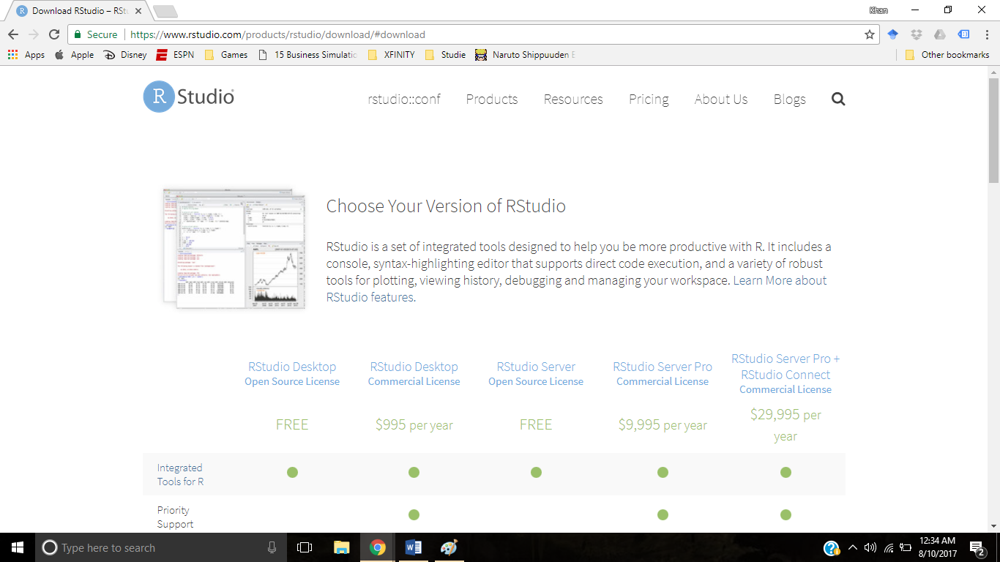 Download RStudio – RStu
Khan
Secure https://www.rstudio.com/products/rstudio/download/#download
Apps Apple Disney ESPN Games 15 Business Simulatic XFINITY Studie Naruto Shippuuden E Other bookmarks
R Studio® rstudio::conf Products Resources Pricing About Us Blogs
Choose Your Version of RStudio
RStudio is a set of integrated tools designed to help you be more productive with R. It includes a
console, syntax-highlighting editor that supports direct code execution, and a variety of robust
tools for plotting, viewing history, debugging and managing your workspace. Learn More about
RStudio features.
RStudio Desktop
Open Source License
FREE
RStudio Desktop
Commercial License
$995 per year
RStudio Server
Open Source License
FREE
RStudio Server Pro
Commercial License
$9,995 per year
RStudio Server Pro +
RStudio Connect
Commercial License
$29,995 per
year
Integrated
Tools for R
Priority
Support
Type here to search
12:34 AM
8/10/2017
2